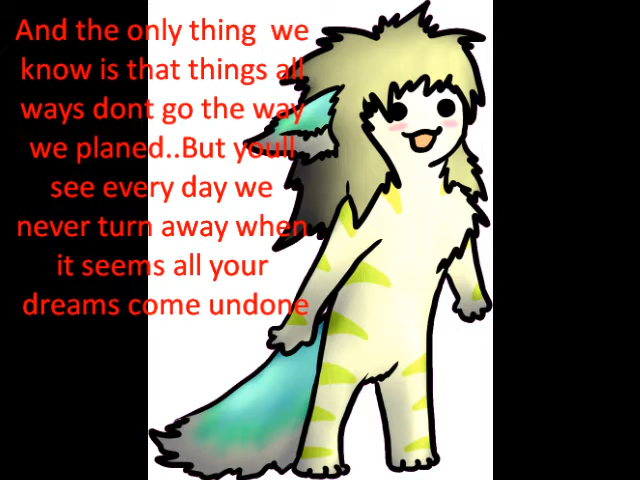 And the only thing we
know is that things all
ways dont go the way
we planed..But youll
see every day we
never turn away when
it seems all your
dreams come undone